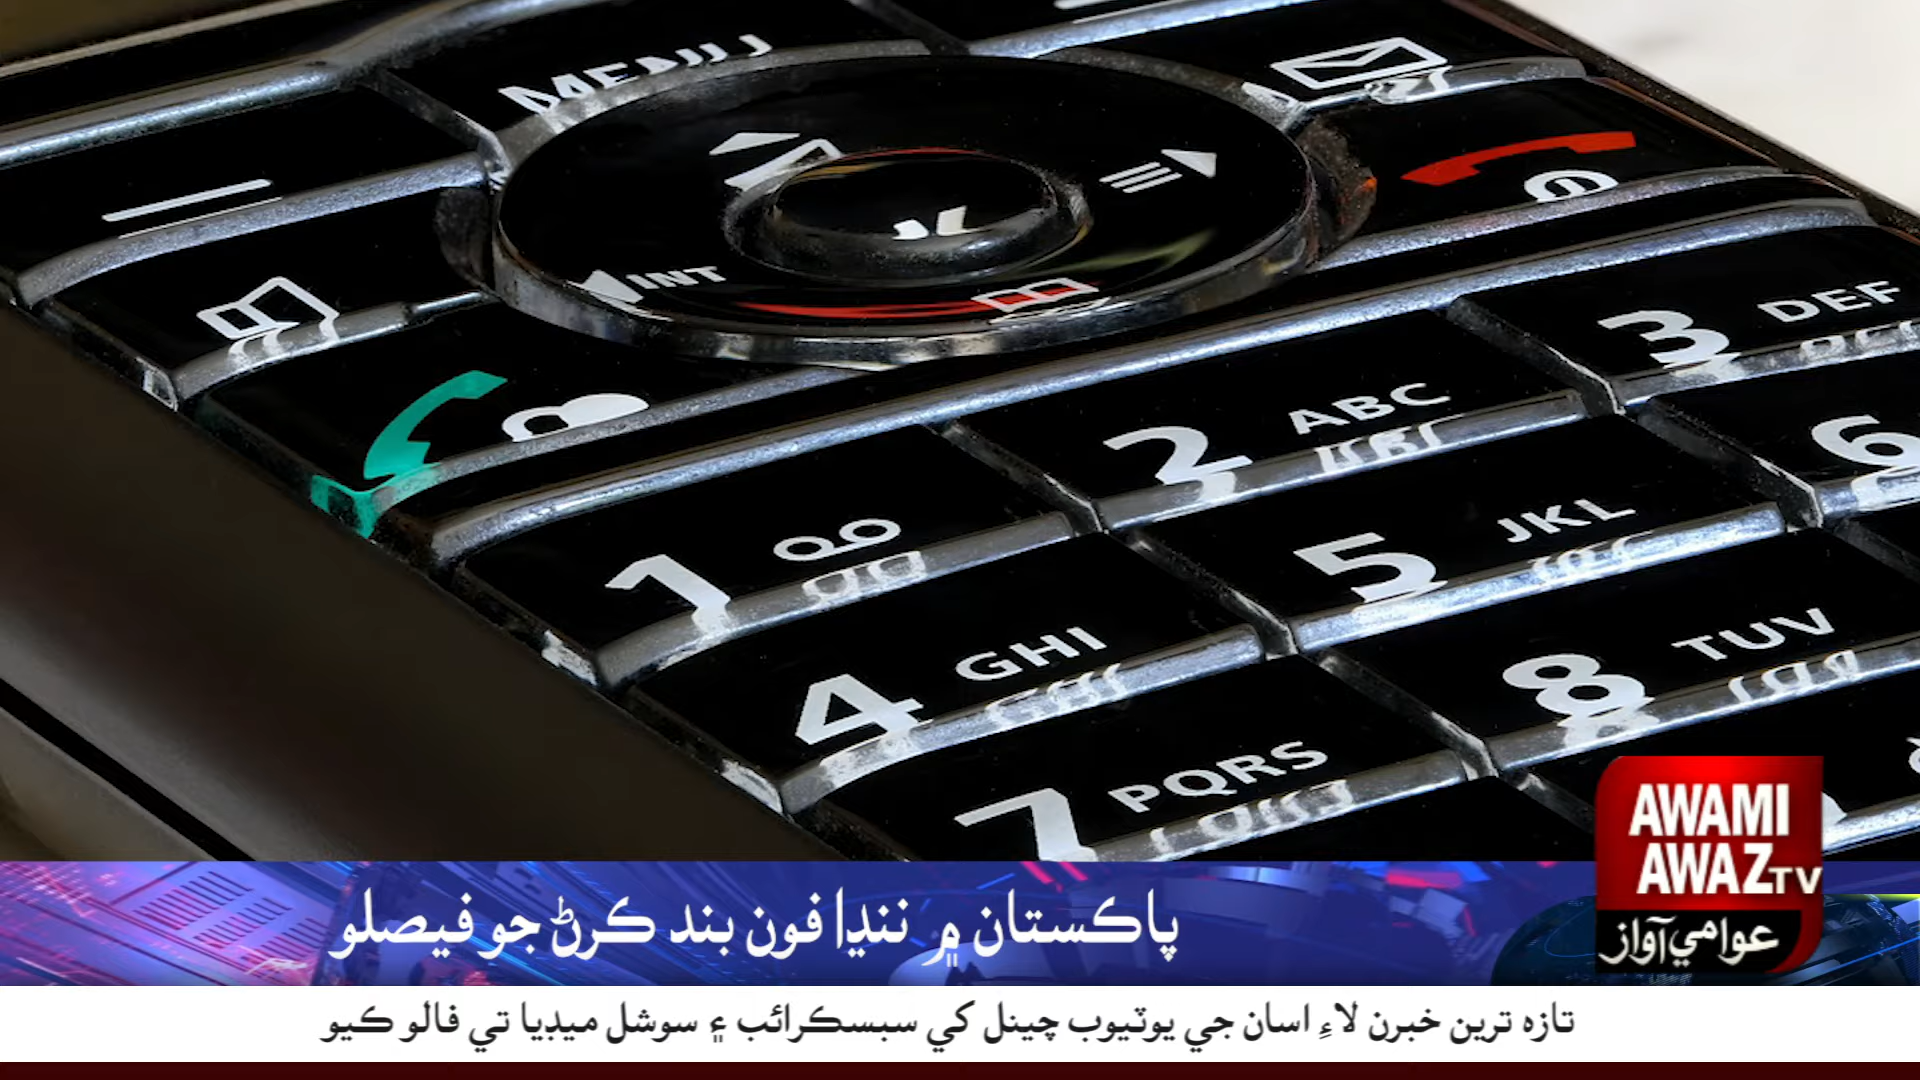 MENU
INT
3 DEF
2 ABC
6
1
5 JKL
4 GHI
8 TUV
7 PQRS
AWAMI
AWAZ TV
عوامي آواز
پاڪستان ۾ ننڍا فون بند ڪرڻ جو فيصلو
تازه ترين خبرن لاءِ اسان جي يوٽيوب چينل کي سبسڪرائب ۽ سوشل ميڊيا تي فالو ڪيو